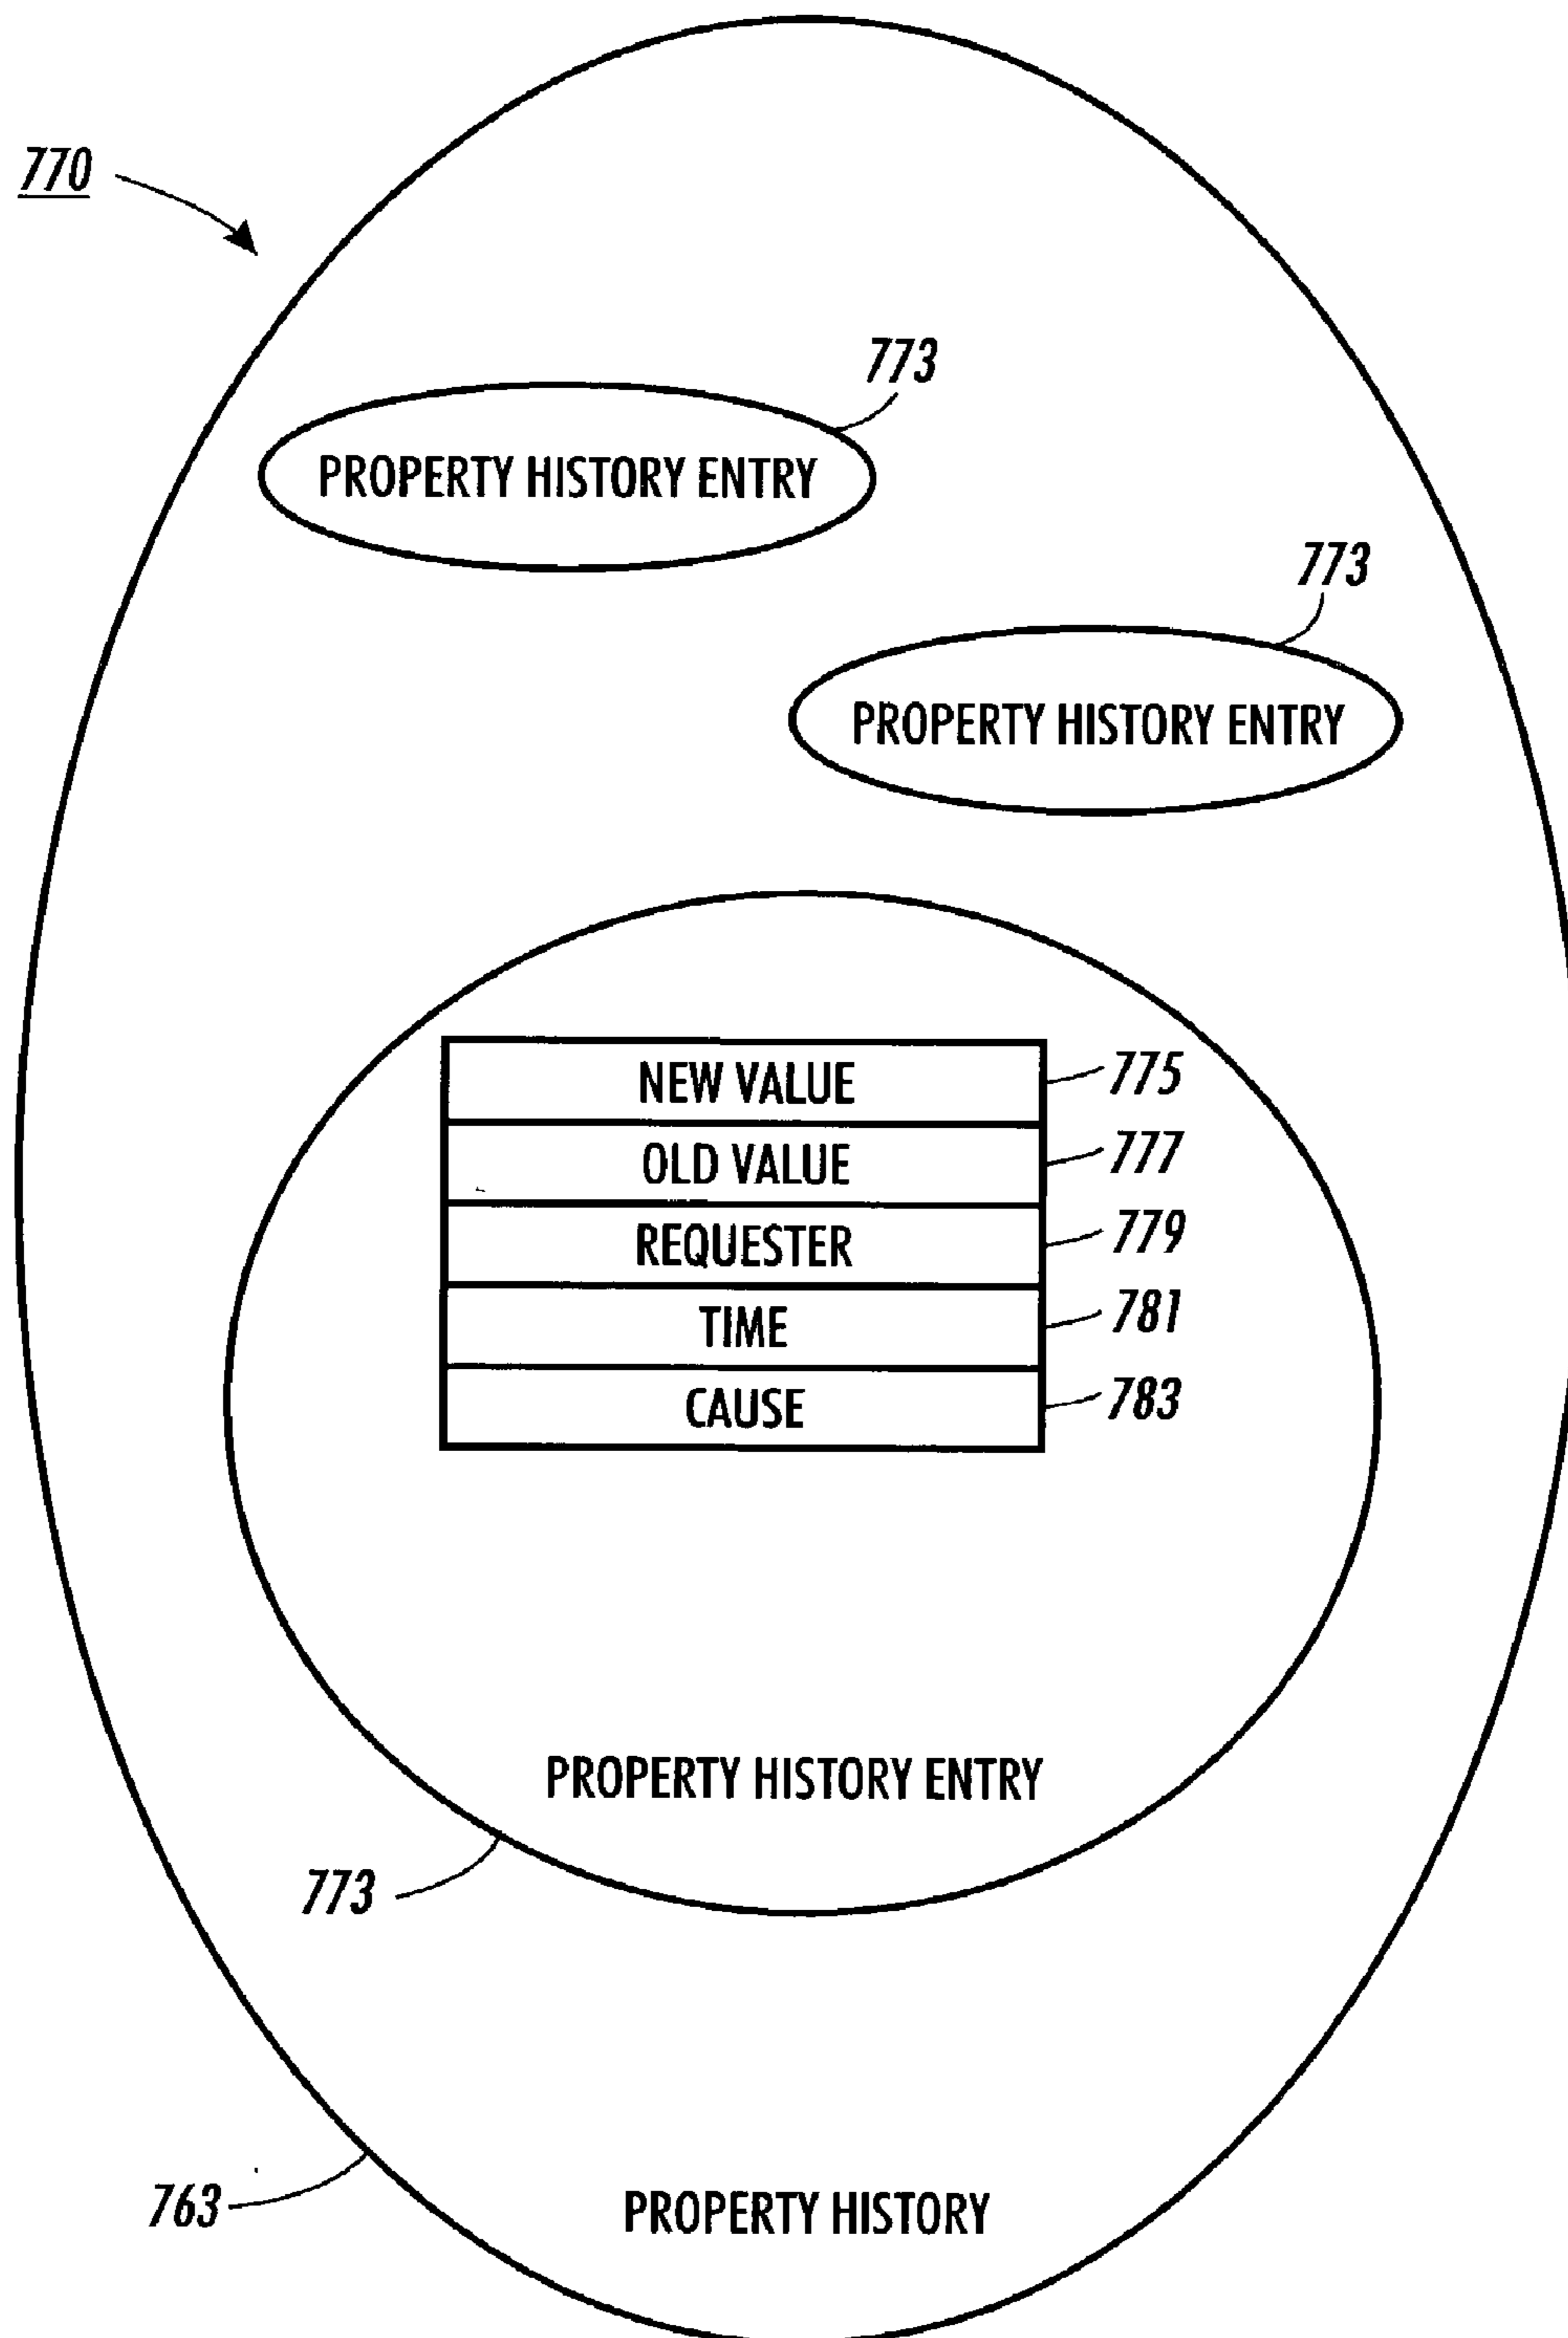 770
773
PROPERTY HISTORY ENTRY
773
PROPERTY HISTORY ENTRY
NEW VALUE 775
OLD VALUE 777
REQUESTER 779
TIME 781
CAUSE 783
PROPERTY HISTORY ENTRY
773
763
PROPERTY HISTORY